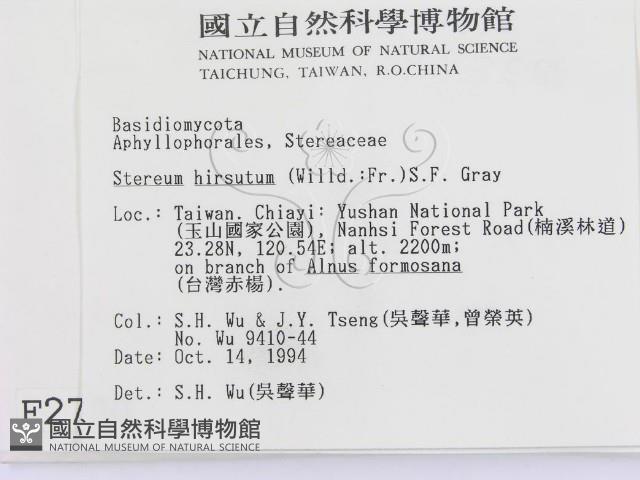 國立自然科學博物館
NATIONAL MUSEUM OF NATURAL SCIENCE
TAICHUNG, TAIWAN, R.O.CHINA
Basidiomycota
Aphyllophorales, Stereaceae
Stereum hirsutum (Willd.:Fr.)S.F. Gray
Loc.: Taiwan. Chiayi: Yushan National Park
(玉山國家公園), Nanhsi Forest Road(楠溪林道)
23.28N, 120.54E; alt. 2200m;
on branch of Alnus formosana
(台灣赤楊).
Col.: S.H. Wu & J.Y. Tseng(吳聲華,曾榮英)
No. Wu 9410-44
Date: Oct. 14, 1994
Det.: S.H. Wu(吳聲華)
F27
國立自然科學博物館
NATIONAL MUSEUM OF NATURAL SCIENCE